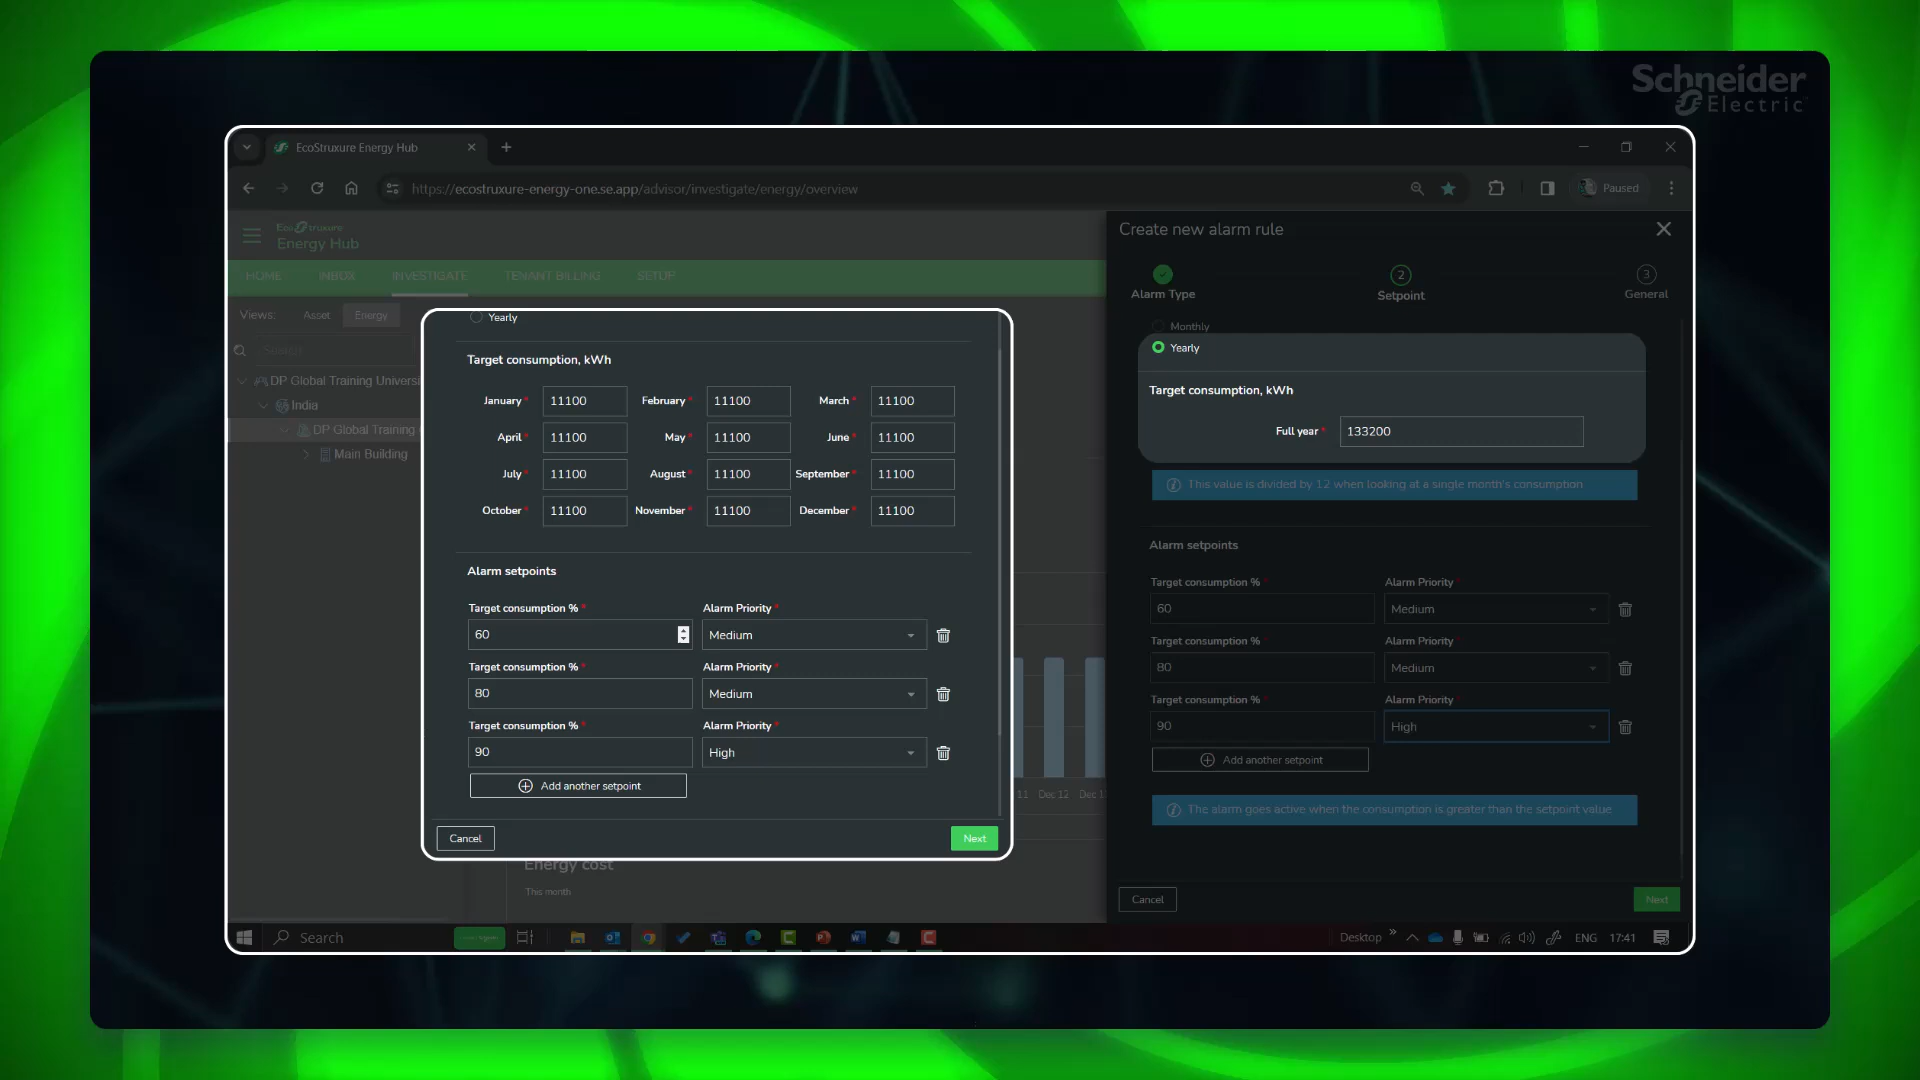 Schneider
Electric
EcoStruxure Energy Hub
https://ecostruxure-energy-one.se.app/advisor/investigate/energy/overview
Paused
EcoStruxure
Energy Hub
HOME INBOX INVESTIGATE TENANT BILLING SETUP
Views: Asset Energy
Search
DP Global Training Universi
India
DP Global Training
Main Building
Yearly
Target consumption, kWh
January* 11100 February* 11100 March* 11100
April* 11100 May* 11100 June* 11100
July* 11100 August* 11100 September* 11100
October* 11100 November* 11100 December* 11100
Alarm setpoints
Target consumption %* Alarm Priority*
60 Medium
Target consumption %* Alarm Priority*
80 Medium
Target consumption %* Alarm Priority*
90 High
Add another setpoint
Cancel Next
11 Dec 12 Dec 1
Energy cost
This month
Create new alarm rule
2 3
Alarm Type Setpoint General
Monthly
Yearly
Target consumption, kWh
Full year* 133200
This value is divided by 12 when looking at a single month's consumption
Alarm setpoints
Target consumption %* Alarm Priority*
60 Medium
Target consumption %* Alarm Priority*
80 Medium
Target consumption %* Alarm Priority*
90 High
Add another setpoint
The alarm goes active when the consumption is greater than the setpoint value
Cancel Next
Search Desktop » ENG 17:41